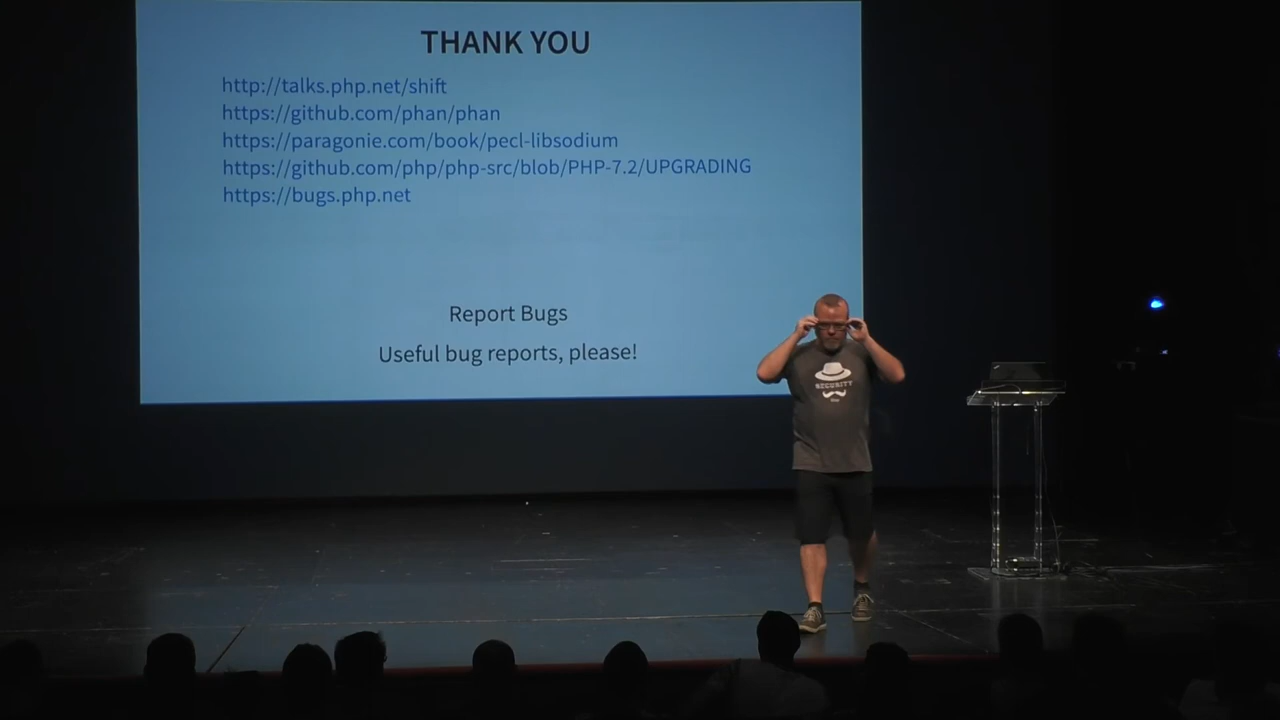 THANK YOU
http://talks.php.net/shift
https://github.com/phan/phan
https://paragonie.com/book/pecl-libsodium
https://github.com/php/php-src/blob/PHP-7.2/UPGRADING
https://bugs.php.net
Report Bugs
Useful bug reports, please!
SECURITY